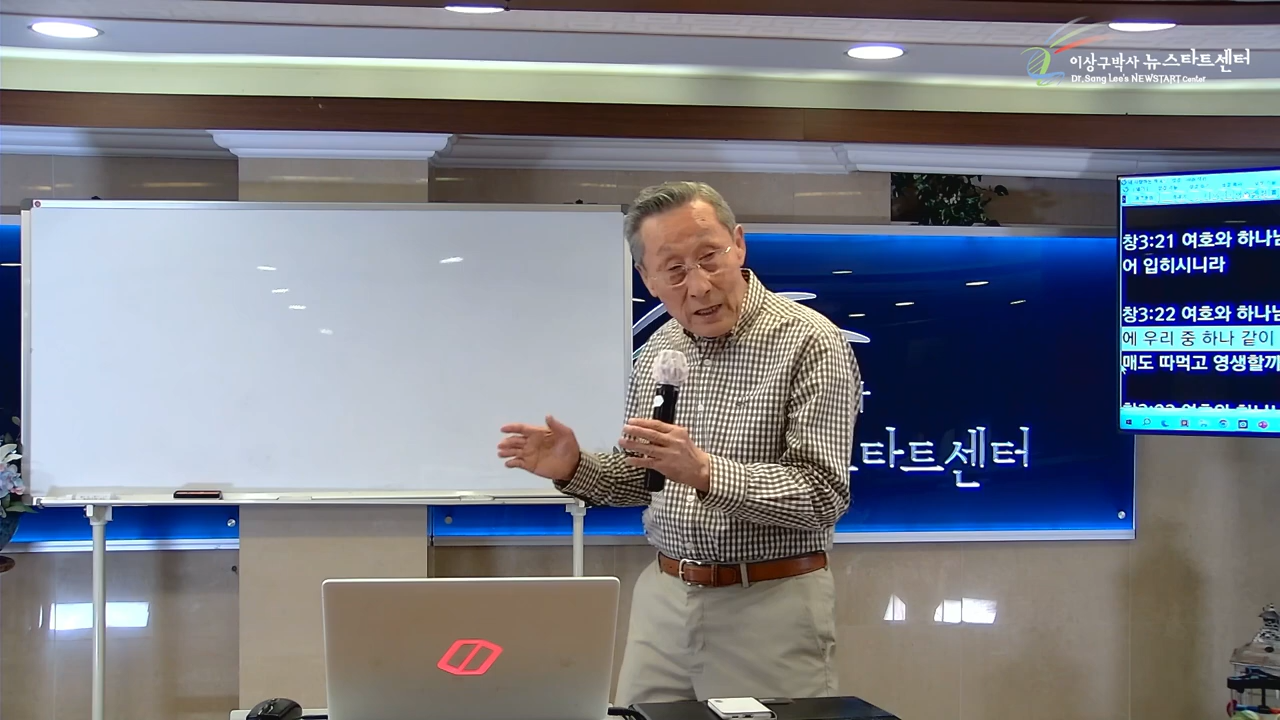 이상구박사 뉴스타트센터
Dr. Sang Lee's NEWSTART Center
창3:21 여호와 하나님
어 입히시니라
창3:22 여호와 하나님
에 우리 중 하나 같이
매도 따먹고 영생할까
스타트센터